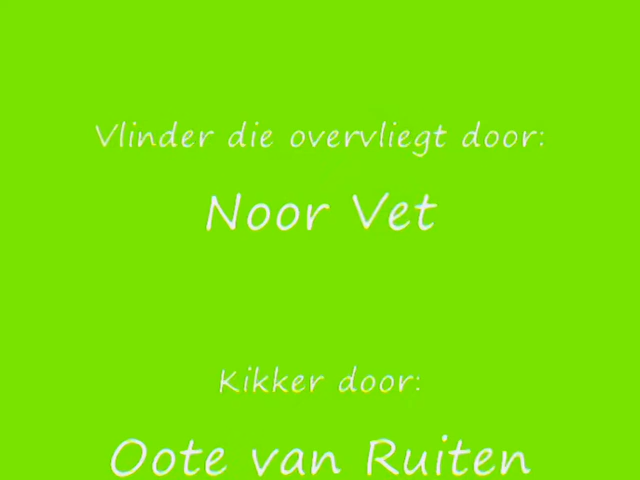 Vlinder die overvliegt door:
Noor Vet
Kikker door:
Oote van Ruiten